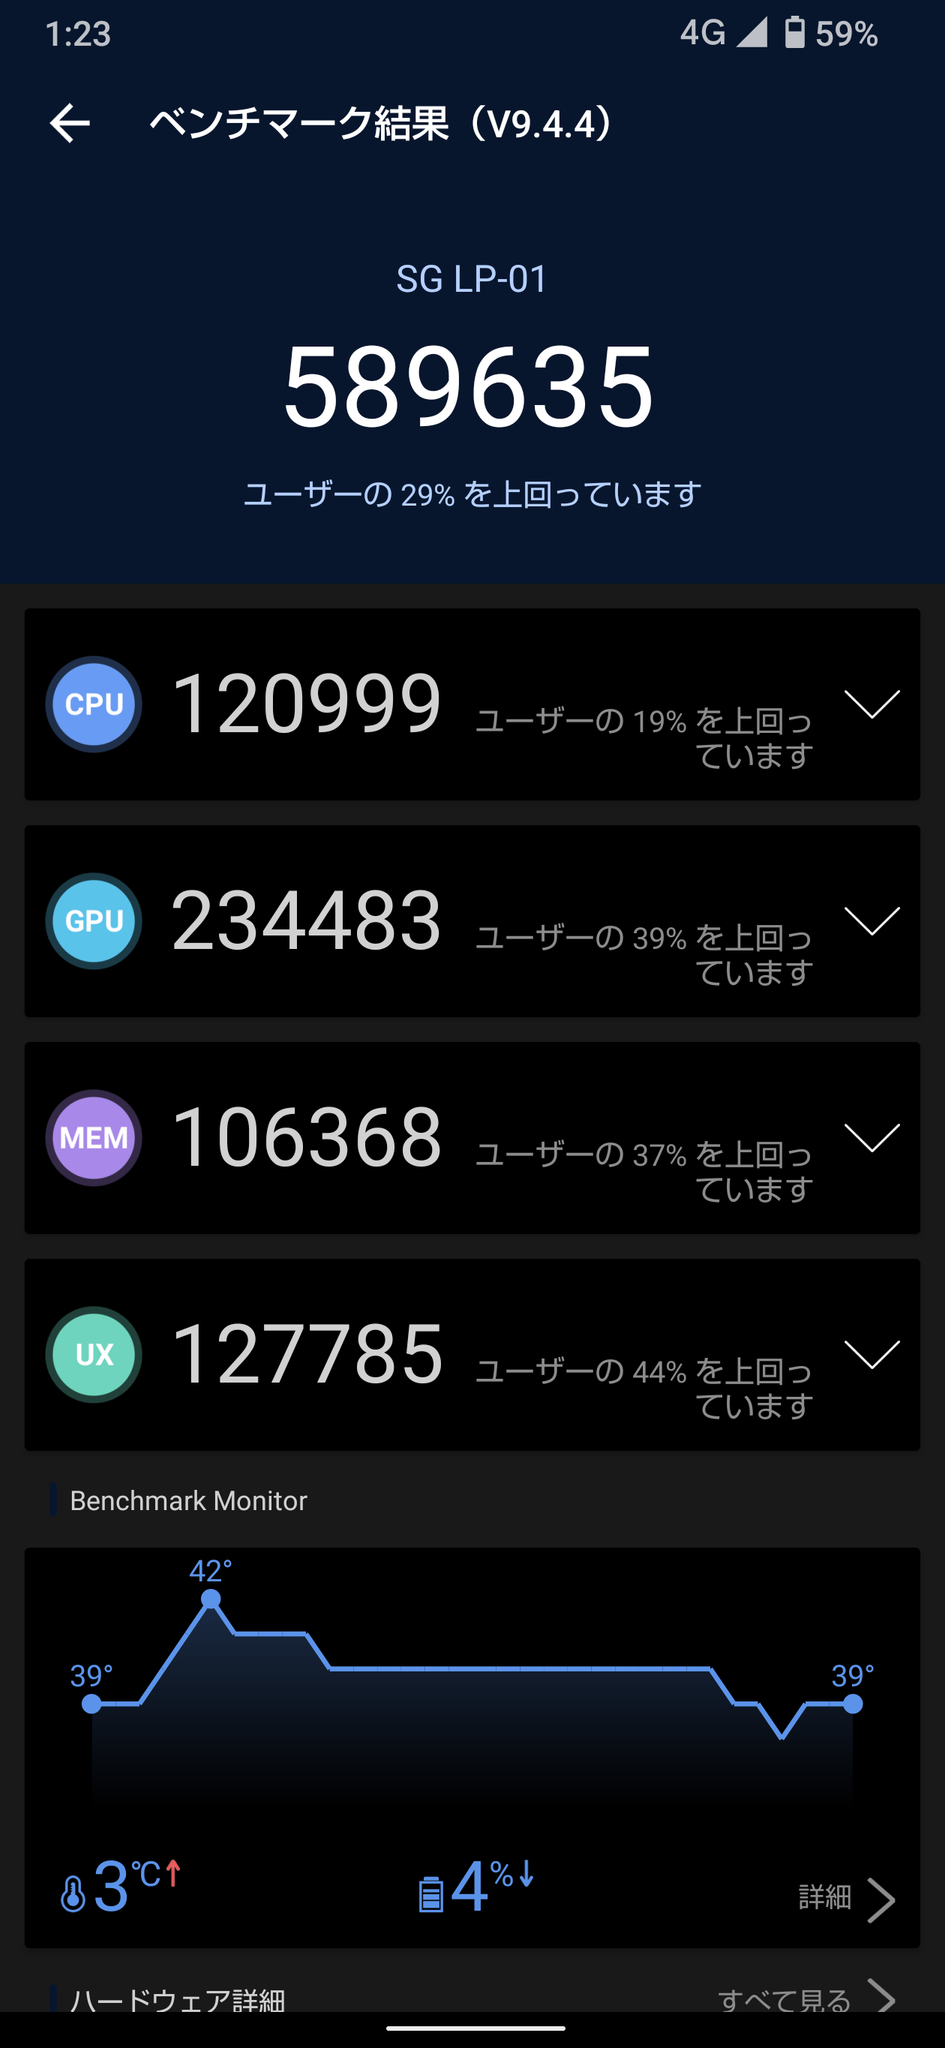 1:23
4G 59%
ベンチマーク結果（V9.4.4）
SG LP-01
589635
ユーザーの 29% を上回っています
CPU
120999
ユーザーの 19% を上回っ
ています
GPU
234483
ユーザーの 39% を上回っ
ています
MEM
106368
ユーザーの 37% を上回っ
ています
UX
127785
ユーザーの 44% を上回っ
ています
Benchmark Monitor
42°
39°
39°
3℃↑
4%↓
詳細
ハードウェア詳細
すべて見る